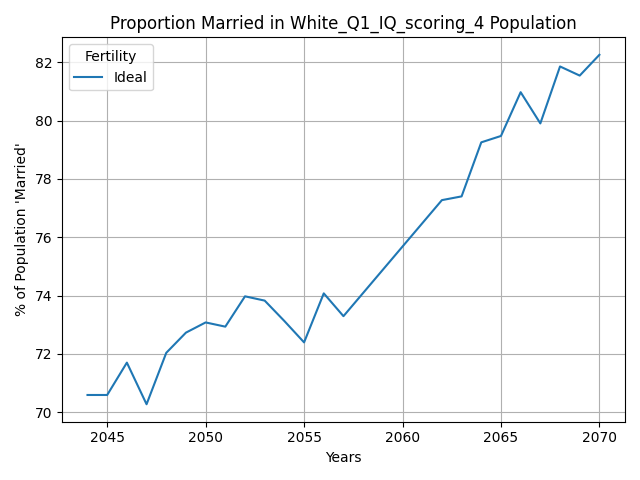 Proportion Married in White_Q1_IQ_scoring_4 Population
Fertility
Ideal
% of Population 'Married'
82
80
78
76
74
72
70
2045
2050
2055
2060
2065
2070
Years